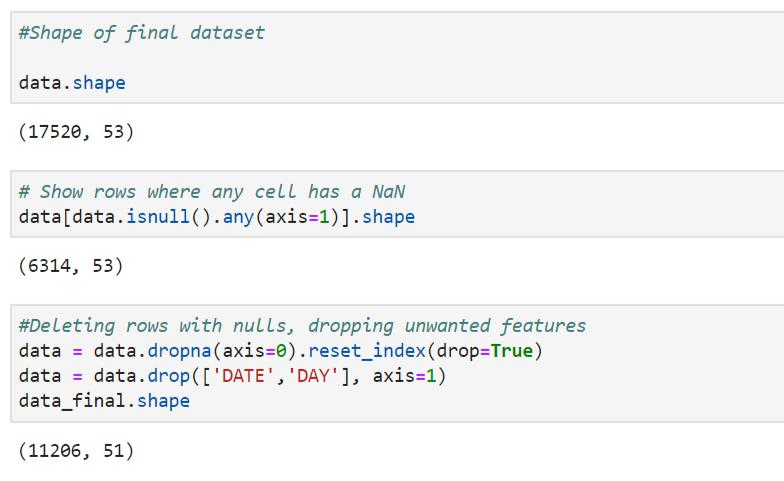 #Shape of final dataset
data.shape
(17520, 53)
# Show rows where any cell has a NaN
data[data.isnull().any(axis=1)].shape
(6314, 53)
#Deleting rows with nulls, dropping unwanted features
data = data.dropna(axis=0).reset_index(drop=True)
data = data.drop(['DATE','DAY'], axis=1)
data_final.shape
(11206, 51)